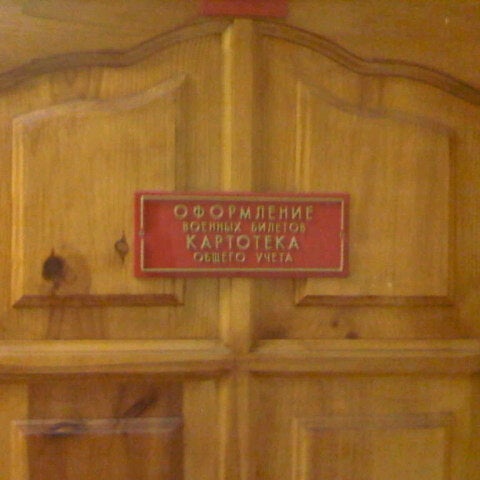 ОФОРМЛЕНИЕ
ВОЕННЫХ БИЛЕТОВ
КАРТОТЕКА
ОБЩЕГО УЧЕТА